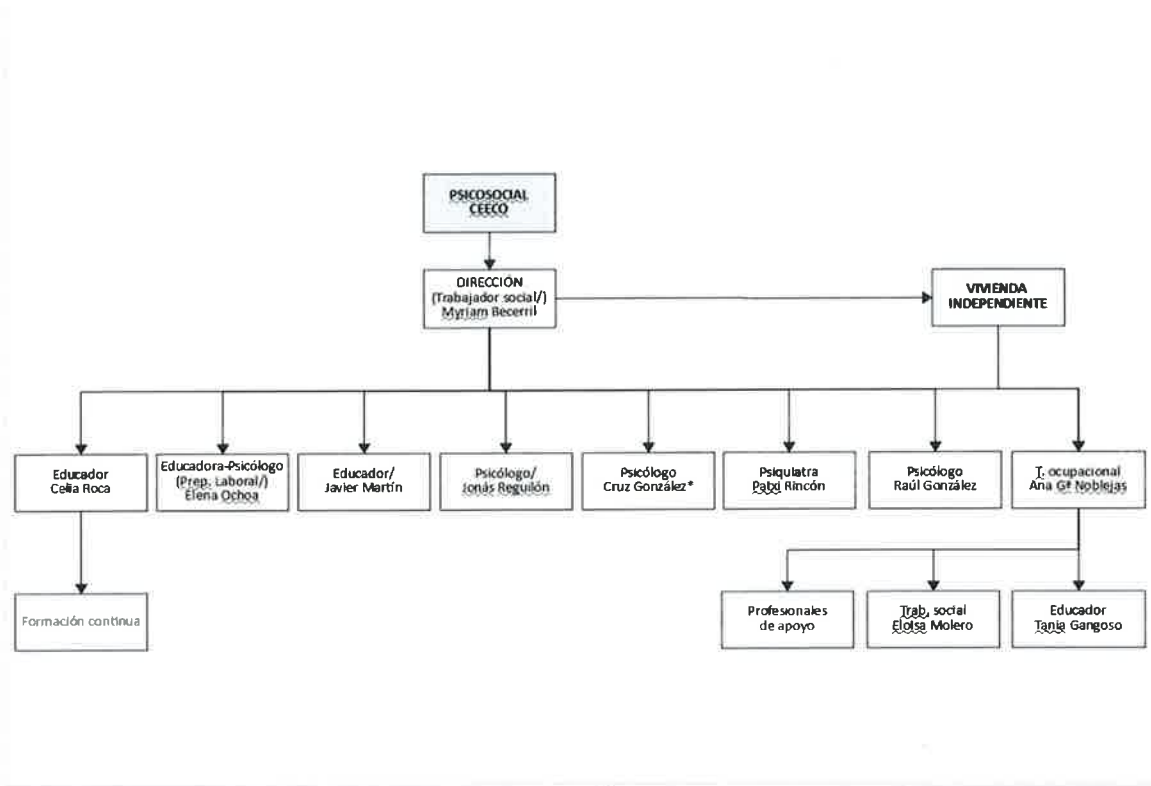 PSICOSOCIAL
CEECO
DIRECCIÓN
(Trabajador social/)
Myriam Becerril
VIVIENDA
INDEPENDIENTE
Educador
Celia Roca
Educadora-Psicólogo
(Prep. Laboral/)
Elena Ochoa
Educador/
Javier Martín
Psicólogo/
Jonás Reguilón
Psicólogo
Cruz González*
Psiquiatra
Patxi Rincón
Psicólogo
Raúl González
T. ocupacional
Ana Gª Noblejas
Formación continua
Profesionales
de apoyo
Trab. social
Eloísa Molero
Educador
Tania Gangoso